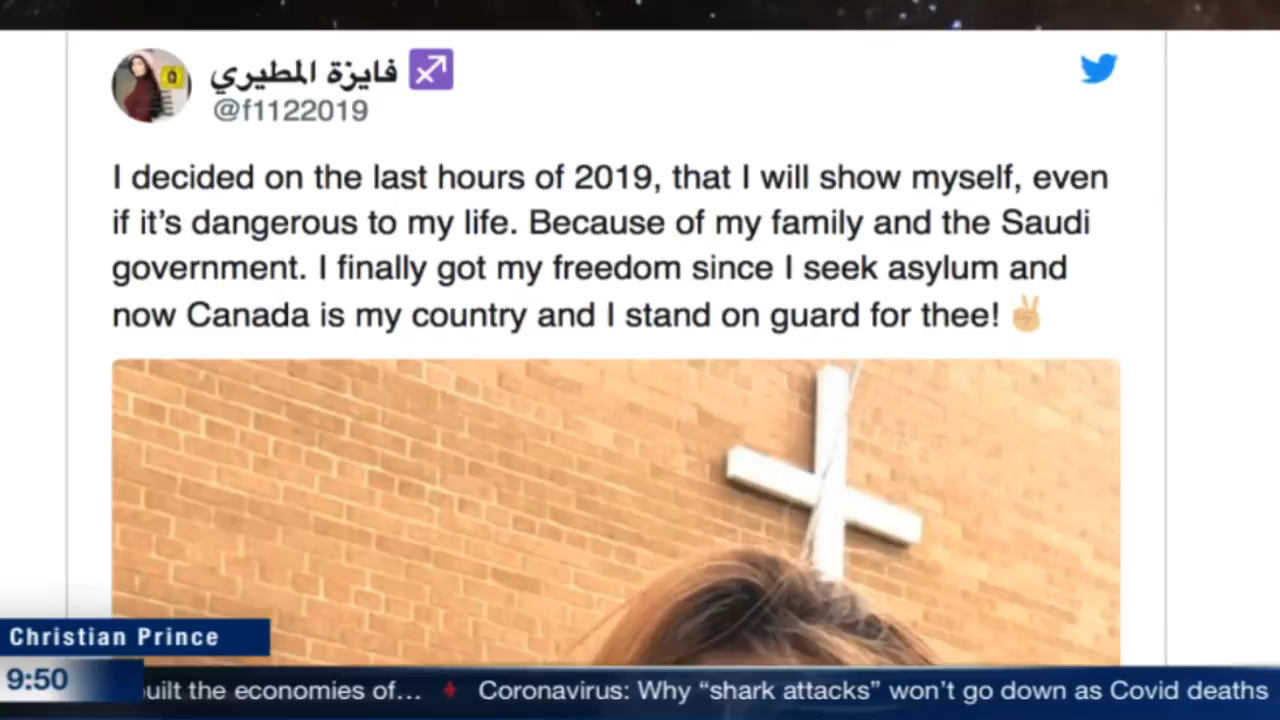 فايزة المطيري
@f1122019
I decided on the last hours of 2019, that I will show myself, even
if it's dangerous to my life. Because of my family and the Saudi
government. I finally got my freedom since I seek asylum and
now Canada is my country and I stand on guard for thee! ✌🏼
Christian Prince
9:50
uilt the economies of... Coronavirus: Why “shark attacks” won't go down as Covid deaths